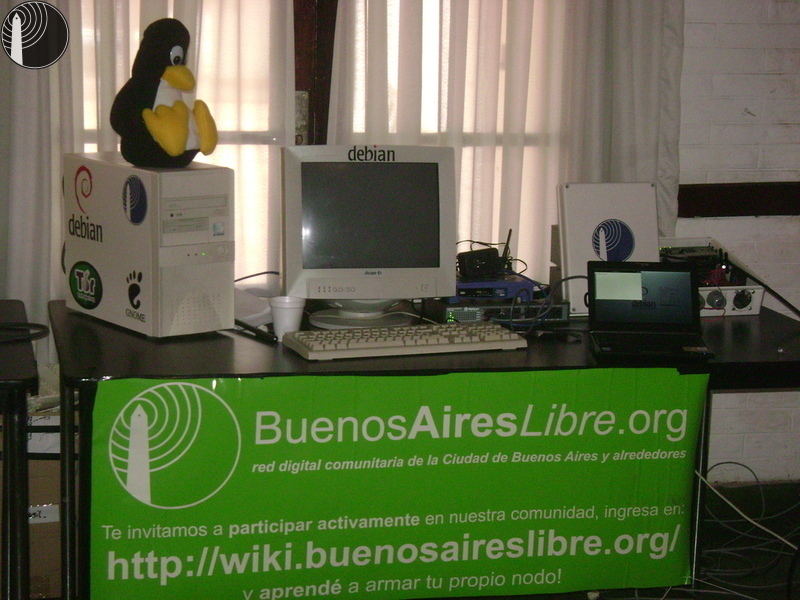 debian
debian
Tor
GNOME
debian
BuenosAiresLibre.org
red digital comunitaria de la Ciudad de Buenos Aires y alrededores
Te invitamos a participar activamente en nuestra comunidad, ingresa en:
http://wiki.buenosaireslibre.org/
y aprendé a armar tu propio nodo!